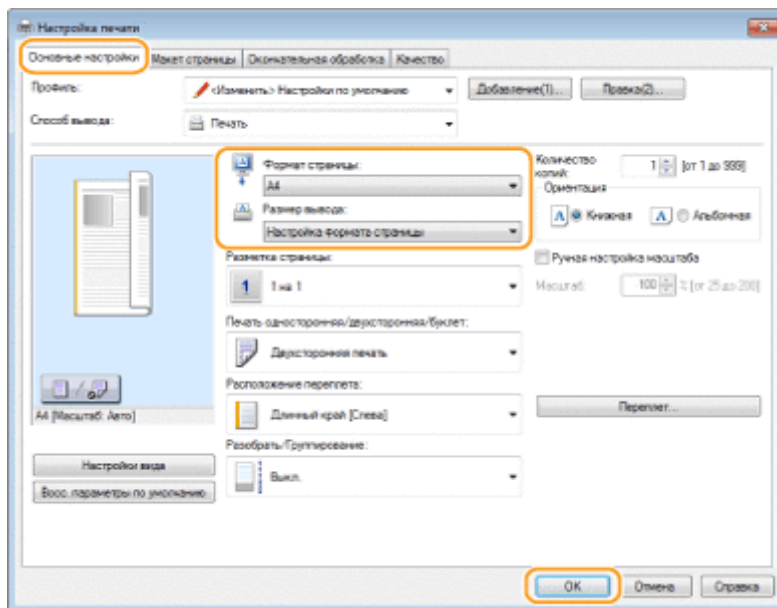 Настройка печати
Основные настройки Макет страницы Окончательная обработка Качество
Профиль: <Изменить> Настройки по умолчанию Добавление(1)... Правка(2)...
Способ вывода: Печать
Формат страницы:
A4
Размер вывода:
Настройка формата страницы
Количество копий: 1 [от 1 до 999]
Ориентация
A Книжная A Альбомная
Разметка страницы:
1 1 на 1
Ручная настройка масштаба
Масштаб: 100 % [от 25 до 200]
Печать односторонняя/двухсторонняя/буклет:
Двухсторонняя печать
Расположение переплета:
Длинный край [Слева]
Переплет...
A4 [Масштаб: Авто]
Разобрать/Группирование:
Выкл.
Настройки вида
Восс. параметры по умолчанию
OK Отмена Справка